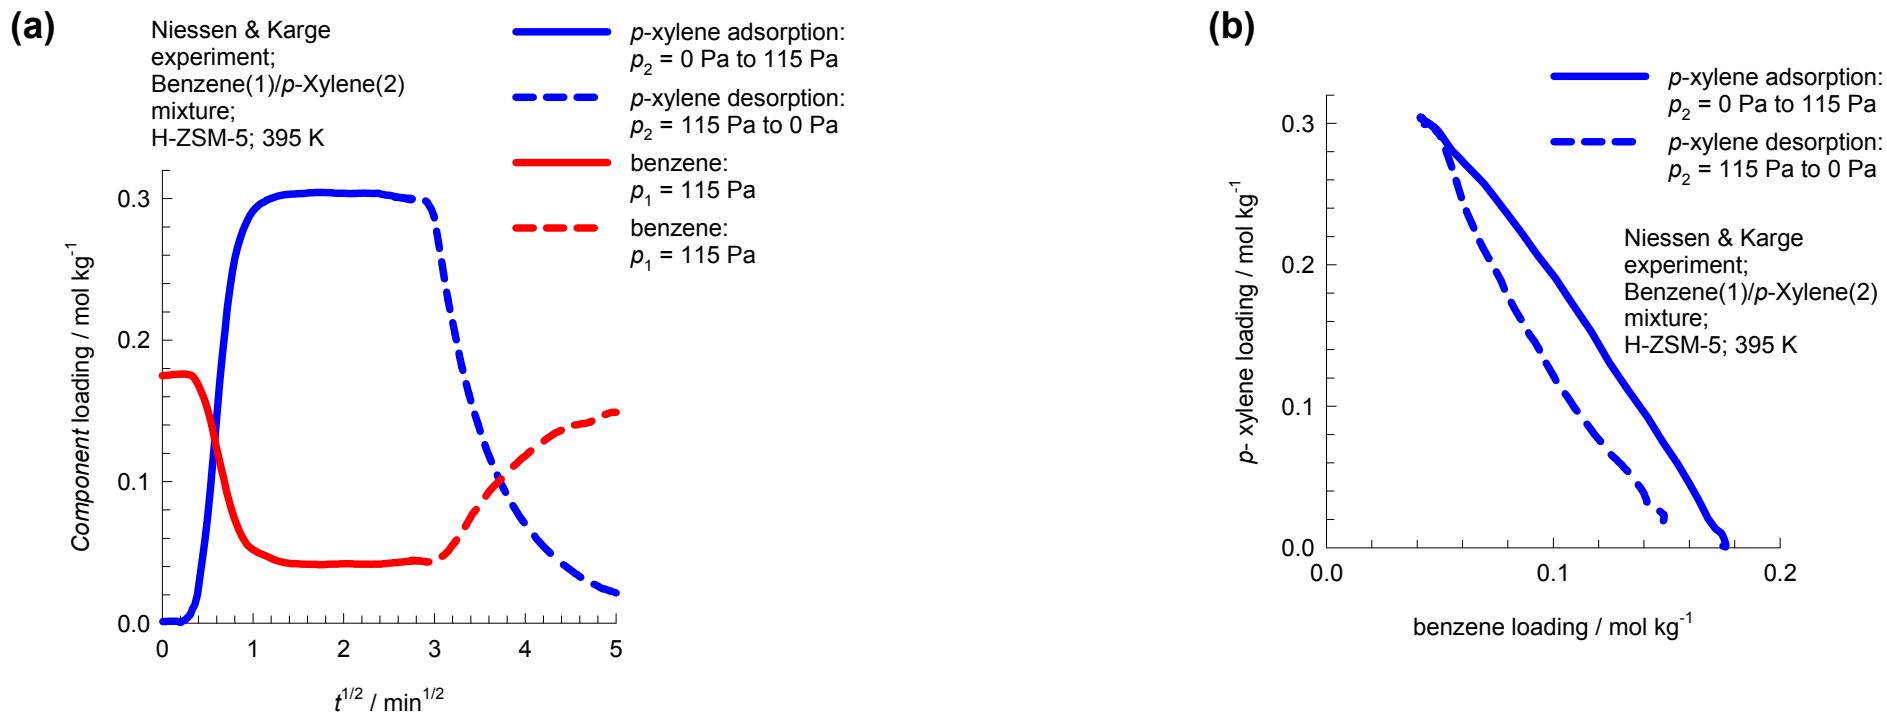 (a)
Niessen & Karge
experiment;
Benzene(1)/p-Xylene(2)
mixture;
H-ZSM-5; 395 K
p-xylene adsorption:
p2 = 0 Pa to 115 Pa
p-xylene desorption:
p2 = 115 Pa to 0 Pa
benzene:
p1 = 115 Pa
benzene:
p1 = 115 Pa
Component loading / mol kg-1
0.3
0.2
0.1
0.0
0 1 2 3 4 5
t1/2 / min1/2
(b)
p-xylene adsorption:
p2 = 0 Pa to 115 Pa
p-xylene desorption:
p2 = 115 Pa to 0 Pa
Niessen & Karge
experiment;
Benzene(1)/p-Xylene(2)
mixture;
H-ZSM-5; 395 K
p- xylene loading / mol kg-1
0.3
0.2
0.1
0.0
0.0 0.1 0.2
benzene loading / mol kg-1